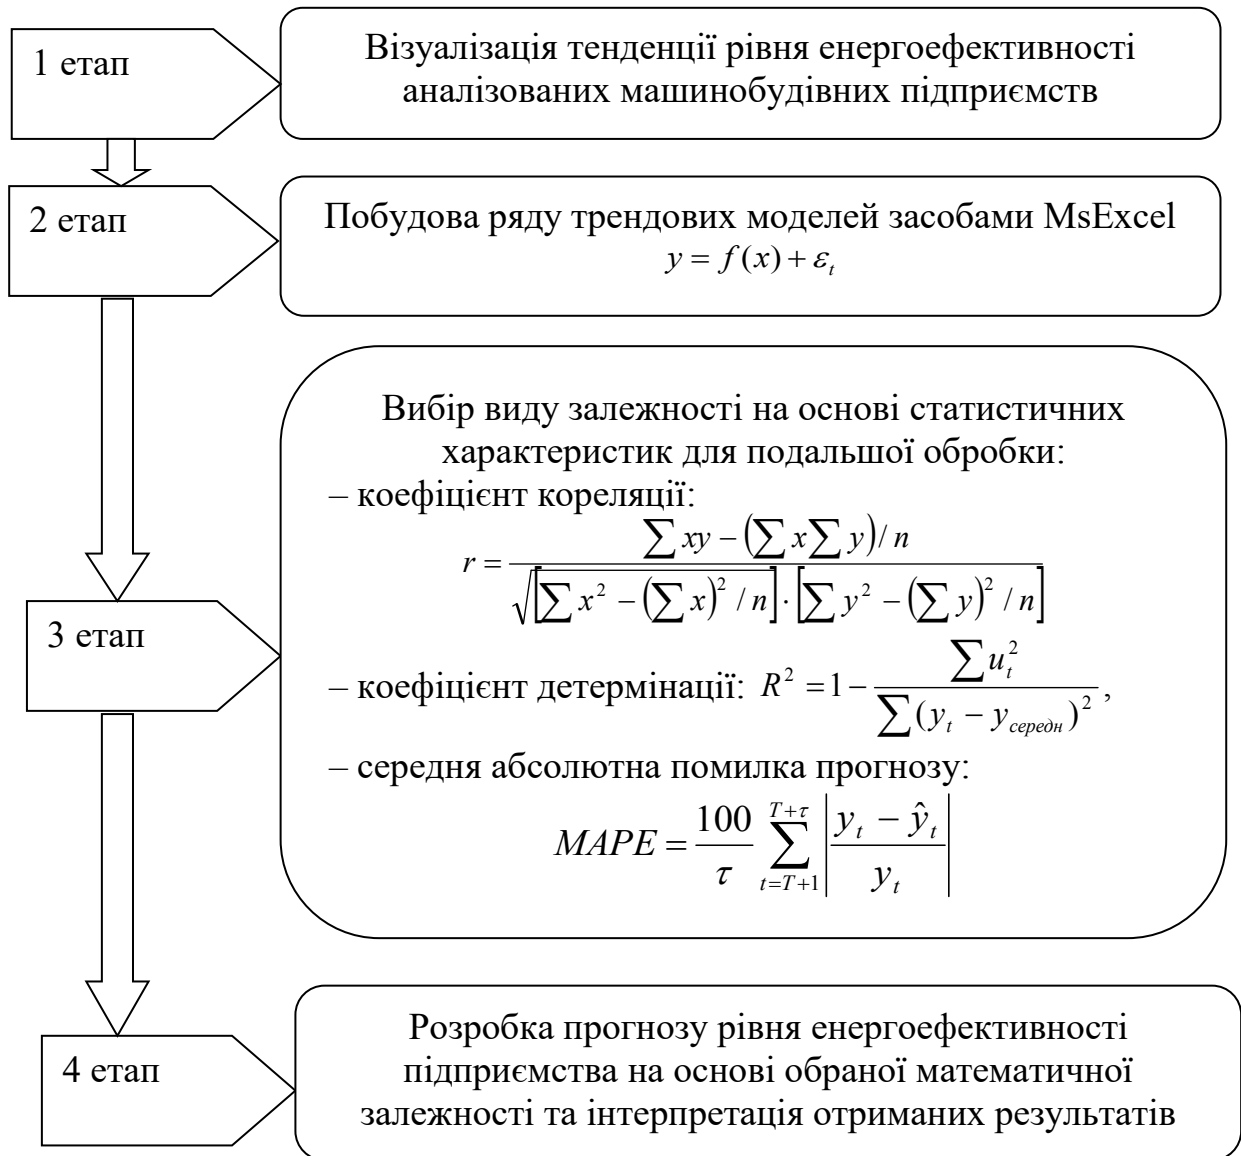 1 етап
Візуалізація тенденції рівня енергоефективності
аналізованих машинобудівних підприємств
2 етап
Побудова ряду трендових моделей засобами MsExcel
y = f(x) + ε_t
3 етап
Вибір виду залежності на основі статистичних
характеристик для подальшої обробки:
– коефіцієнт кореляції:
r = (∑xy – (∑x∑y)/n) / √([∑x² – (∑x)²/n]·[∑y² – (∑y)²/n])
– коефіцієнт детермінації: R² = 1 – ∑u_t² / ∑(y_t – y_середн)²,
– середня абсолютна помилка прогнозу:
MAPE = 100/τ ∑_{t=T+1}^{T+τ} |(y_t – ŷ_t)/y_t|
4 етап
Розробка прогнозу рівня енергоефективності
підприємства на основі обраної математичної
залежності та інтерпретація отриманих результатів